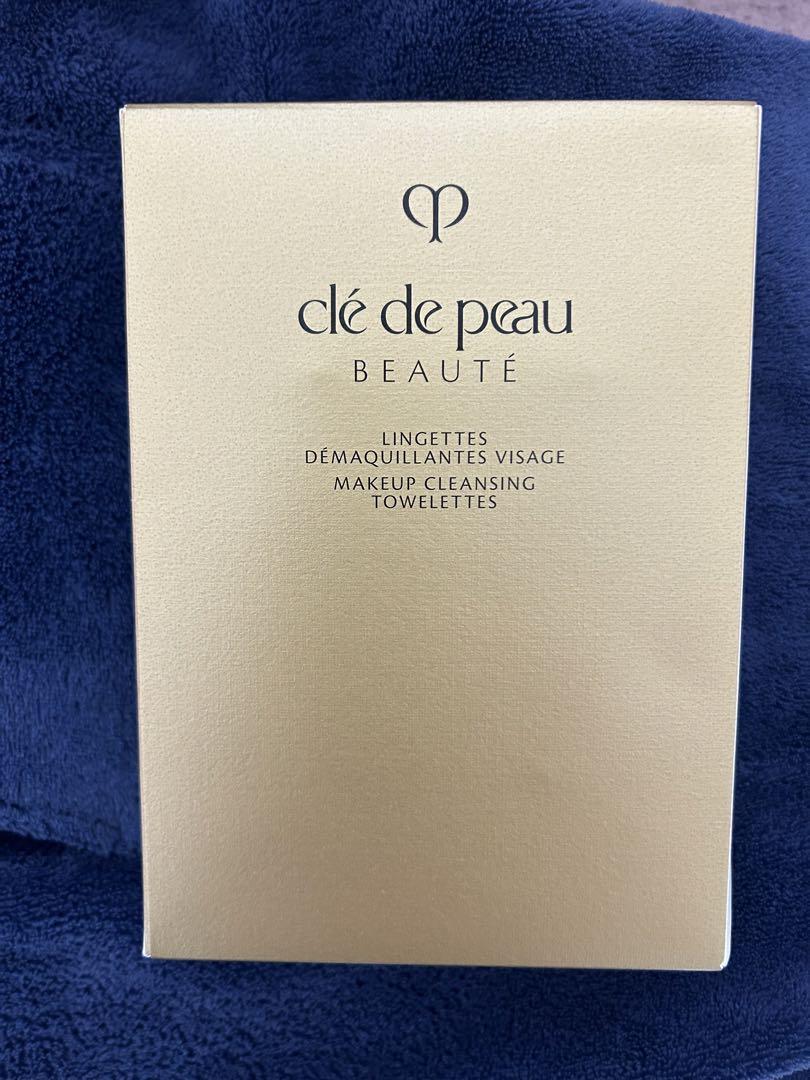 clé de peau
BEAUTÉ
LINGETTES
DÉMAQUILLANTES VISAGE
MAKEUP CLEANSING
TOWELETTES